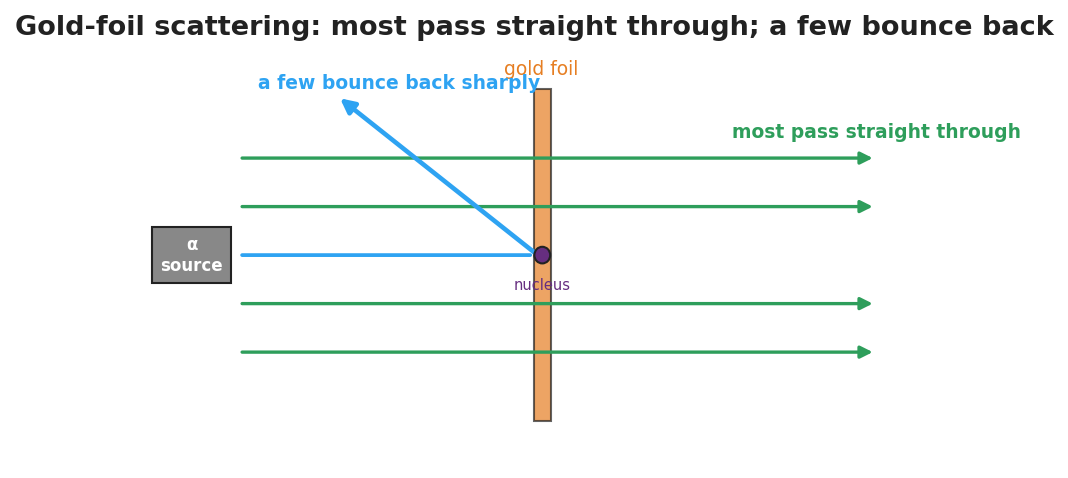 Gold-foil scattering: most pass straight through; a few bounce back
gold foil
a few bounce back sharply
most pass straight through
α
source
nucleus